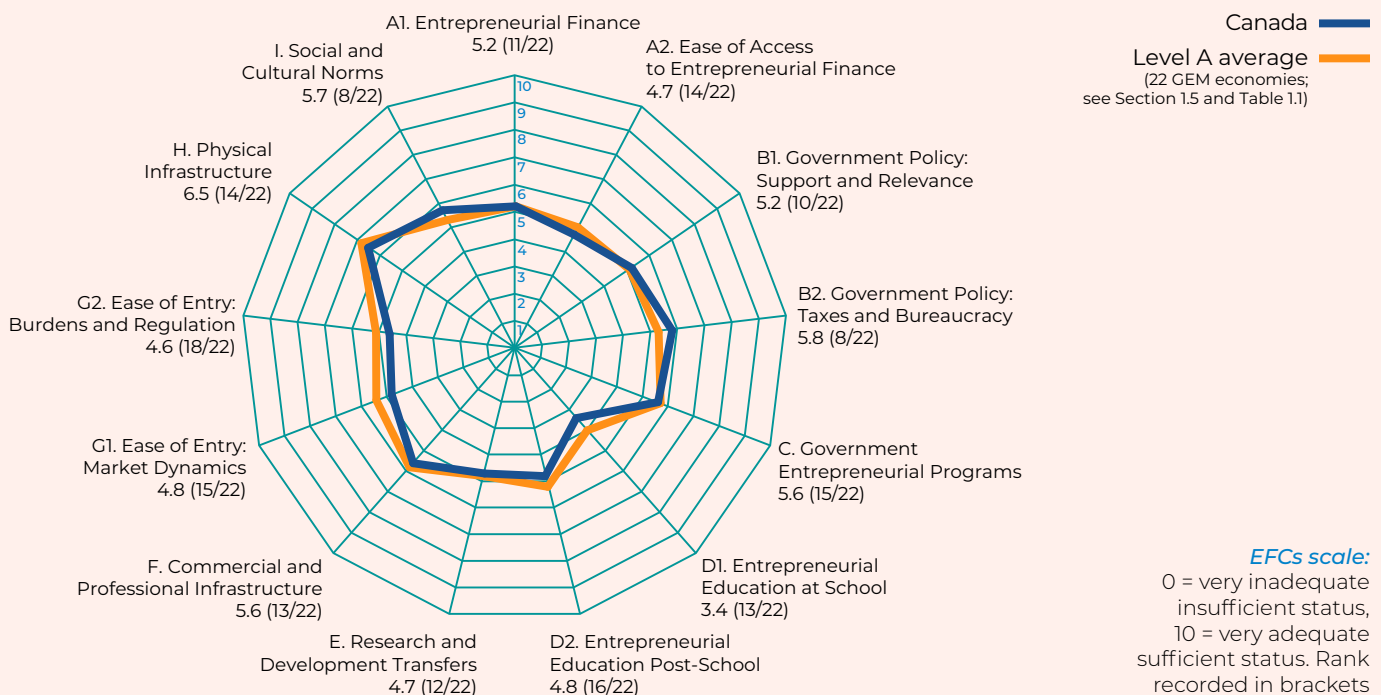 A1. Entrepreneurial Finance
5.2 (11/22)
A2. Ease of Access
to Entrepreneurial Finance
4.7 (14/22)
B1. Government Policy:
Support and Relevance
5.2 (10/22)
B2. Government Policy:
Taxes and Bureaucracy
5.8 (8/22)
C. Government
Entrepreneurial Programs
5.6 (15/22)
D1. Entrepreneurial
Education at School
3.4 (13/22)
D2. Entrepreneurial
Education Post-School
4.8 (16/22)
E. Research and
Development Transfers
4.7 (12/22)
F. Commercial and
Professional Infrastructure
5.6 (13/22)
G1. Ease of Entry:
Market Dynamics
4.8 (15/22)
G2. Ease of Entry:
Burdens and Regulation
4.6 (18/22)
H. Physical
Infrastructure
6.5 (14/22)
I. Social and
Cultural Norms
5.7 (8/22)
10
9
8
7
6
5
4
3
2
1
Canada
Level A average
(22 GEM economies;
see Section 1.5 and Table 1.1)
EFCs scale:
0 = very inadequate
insufficient status,
10 = very adequate
sufficient status. Rank
recorded in brackets